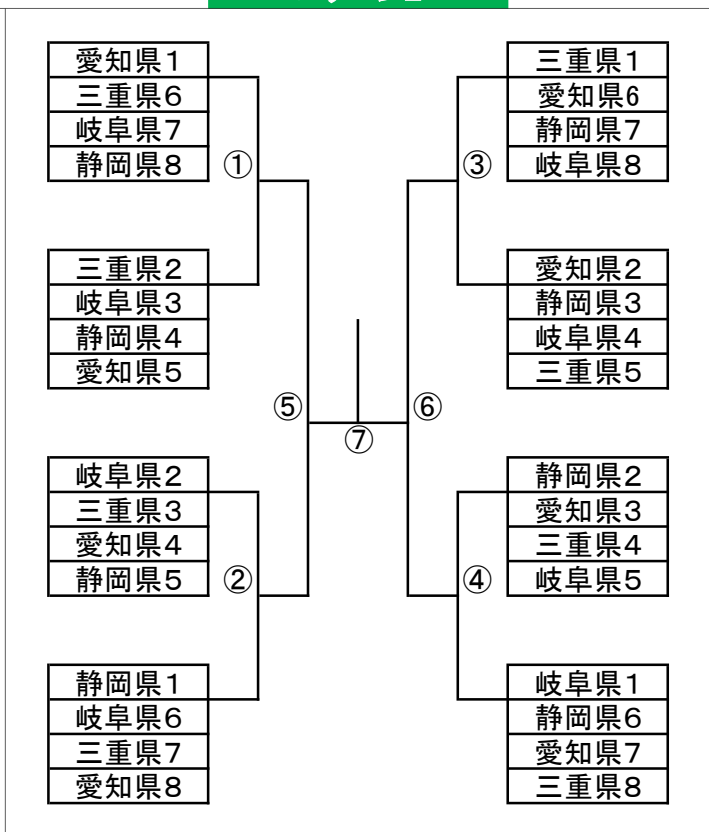 愛知県１
三重県６
岐阜県７
静岡県８
①
三重県２
岐阜県３
静岡県４
愛知県５
⑤
岐阜県２
三重県３
愛知県４
静岡県５
②
静岡県１
岐阜県６
三重県７
愛知県８
⑦
三重県１
愛知県６
静岡県７
岐阜県８
③
愛知県２
静岡県３
岐阜県４
三重県５
⑥
静岡県２
愛知県３
三重県４
岐阜県５
④
岐阜県１
静岡県６
愛知県７
三重県８